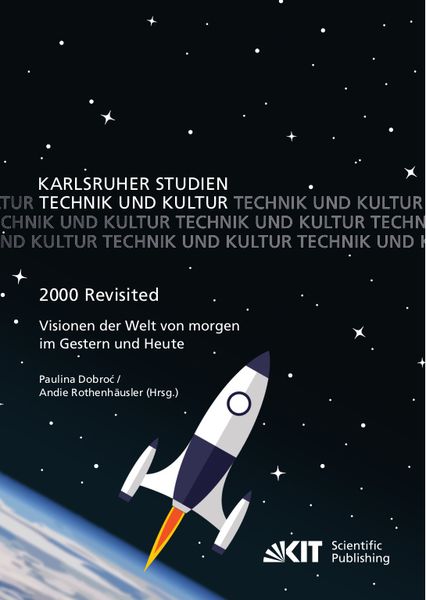 KARLSRUHER STUDIEN
TUR TECHNIK UND KULTUR TECHNIK UND KULTUR
CHNIK UND KULTUR TECHNIK UND KULTUR TECHN
ND KULTUR TECHNIK UND KULTUR TECHNIK UND K
2000 Revisited
Visionen der Welt von morgen
im Gestern und Heute
Paulina Dobroć /
Andie Rothenhäusler (Hrsg.)
KIT Scientific
Publishing